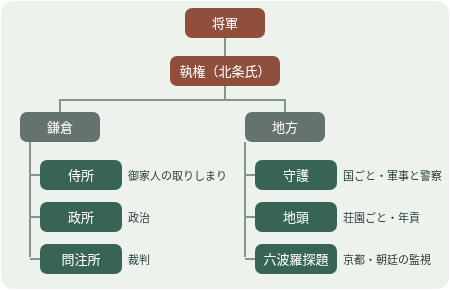 将軍
執権（北条氏）
鎌倉
侍所 御家人の取りしまり
政所 政治
問注所 裁判
地方
守護 国ごと・軍事と警察
地頭 荘園ごと・年貢
六波羅探題 京都・朝廷の監視